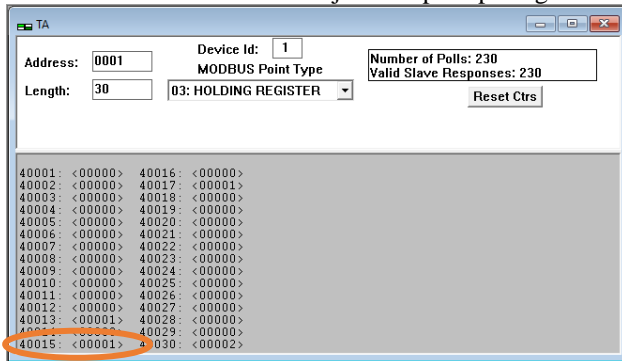 TA
Address: 0001
Device Id: 1
MODBUS Point Type
Length: 30
03: HOLDING REGISTER
Number of Polls: 230
Valid Slave Responses: 230
Reset Ctrs
40001: <00000> 40016: <00000>
40002: <00000> 40017: <00001>
40003: <00000> 40018: <00000>
40004: <00000> 40019: <00000>
40005: <00000> 40020: <00000>
40006: <00000> 40021: <00000>
40007: <00000> 40022: <00000>
40008: <00000> 40023: <00000>
40009: <00000> 40024: <00000>
40010: <00000> 40025: <00000>
40011: <00000> 40026: <00000>
40012: <00000> 40027: <00000>
40013: <00001> 40028: <00000>
40029: <00000>
40015: <00001> 40030: <00002>